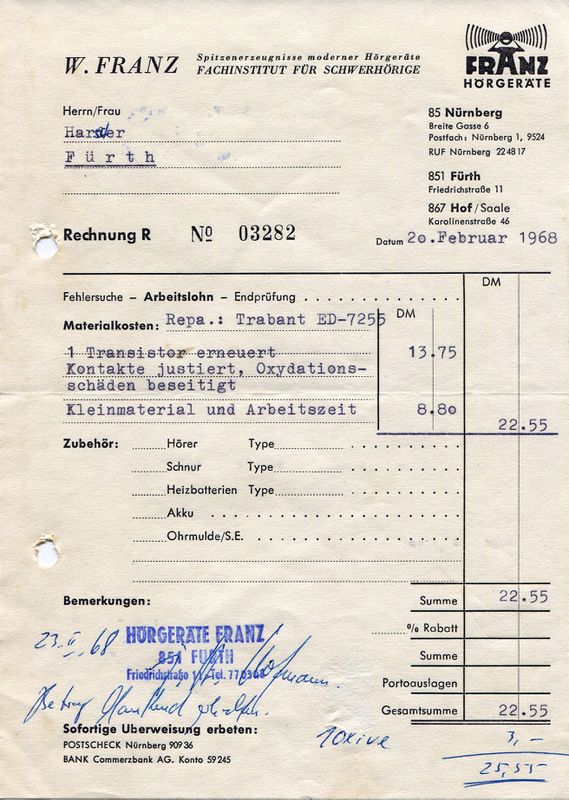 W. FRANZ
Spitzenerzeugnisse moderner Hörgeräte
FACHINSTITUT FÜR SCHWERHÖRIGE
FRANZ
HÖRGERÄTE
Herrn/Frau
Harder
Fürth
85 Nürnberg
Breite Gasse 6
Postfach: Nürnberg 1, 9524
RUF Nürnberg 224817
851 Fürth
Friedrichstraße 11
867 Hof/Saale
Karolinenstraße 46
Rechnung R № 03282
Datum 20.Februar 1968
DM
Fehlersuche – Arbeitslohn – Endprüfung
Materialkosten: Repa.: Trabant ED-7255 DM
1 Transistor erneuert 13.75
Kontakte justiert, Oxydations-
schäden beseitigt
Kleinmaterial und Arbeitszeit 8.80
22.55
Zubehör: Hörer Type
Schnur Type
Heizbatterien Type
Akku
Ohrmulde/S.E.
Bemerkungen:
Summe 22.55
% Rabatt
Summe
Portoauslagen
Gesamtsumme 22.55
23.II.68
HÖRGERÄTE FRANZ
851 FÜRTH
Friedrichstraße 11 Tel. 77
Hofmann.
Betrag
Sofortige Überweisung erbeten:
POSTSCHECK Nürnberg 90936
BANK Commerzbank AG. Konto 59245
3,-
25,55